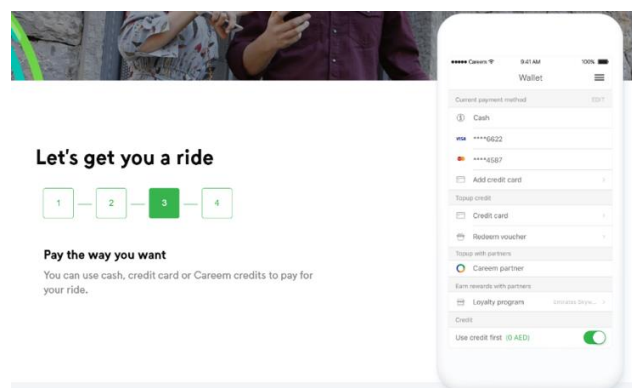 Let's get you a ride
1
2
3
4
Pay the way you want
You can use cash, credit card or Careem credits to pay for
your ride.
Careem 9:41 AM 100%
Wallet
Current payment method EDIT
Cash
VISA ****6622
****4587
Add credit card
Topup credit
Credit card
Redeem voucher
Topup with partners
Careem partner
Earn rewards with partners
Loyalty program Emirates Skyw...
Credit
Use credit first (0 AED)